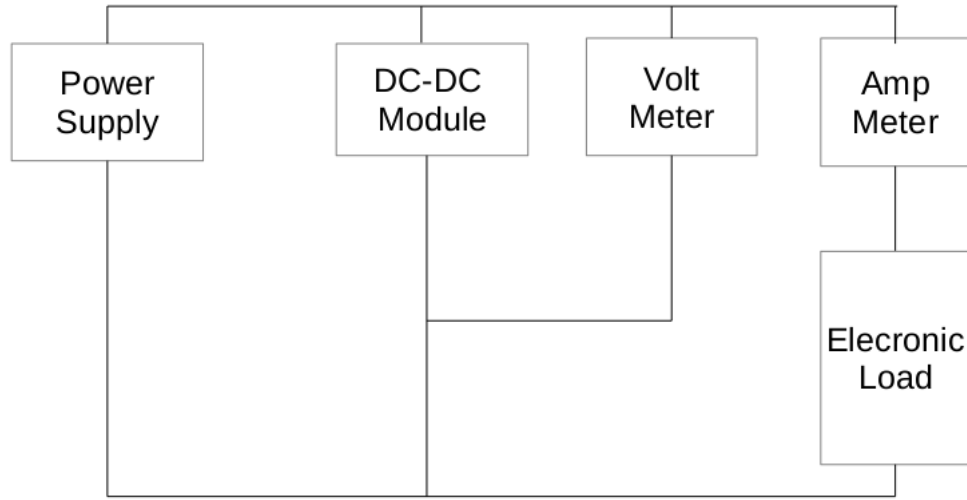 Power
Supply
DC-DC
Module
Volt
Meter
Amp
Meter
Elecronic
Load